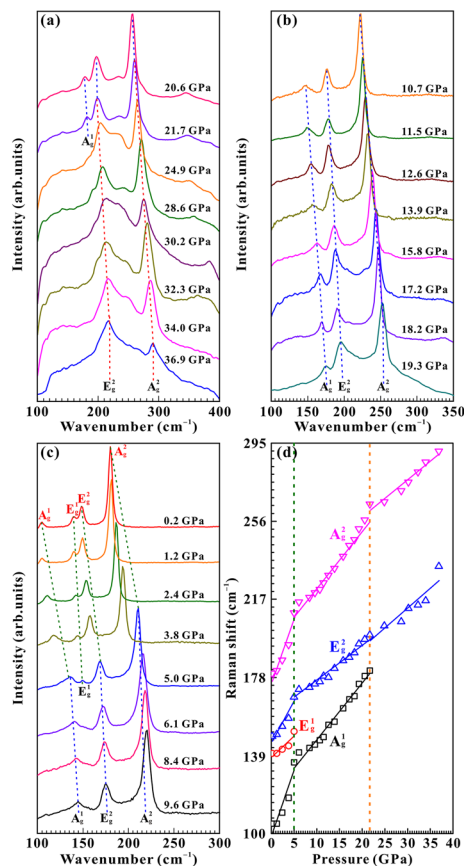 (a)
20.6 GPa
21.7 GPa
A¹g
24.9 GPa
28.6 GPa
30.2 GPa
32.3 GPa
34.0 GPa
36.9 GPa
E²g
A²g
Intensity (arb.units)
100 150 200 250 300 350 400
Wavenumber (cm⁻¹)
(b)
10.7 GPa
11.5 GPa
12.6 GPa
13.9 GPa
15.8 GPa
17.2 GPa
18.2 GPa
19.3 GPa
A¹g E²g A²g
Intensity (arb.units)
100 150 200 250 300 350
Wavenumber (cm⁻¹)
(c)
A²g
A¹g
E¹g
E²g
0.2 GPa
1.2 GPa
2.4 GPa
3.8 GPa
5.0 GPa
E¹g
6.1 GPa
8.4 GPa
9.6 GPa
A¹g E²g A²g
Intensity (arb.units)
100 150 200 250 300
Wavenumber (cm⁻¹)
(d)
295
256
217
178
139
100
Raman shift (cm⁻¹)
A²g
E²g
E¹g
A¹g
0 5 10 15 20 25 30 35 40
Pressure (GPa)